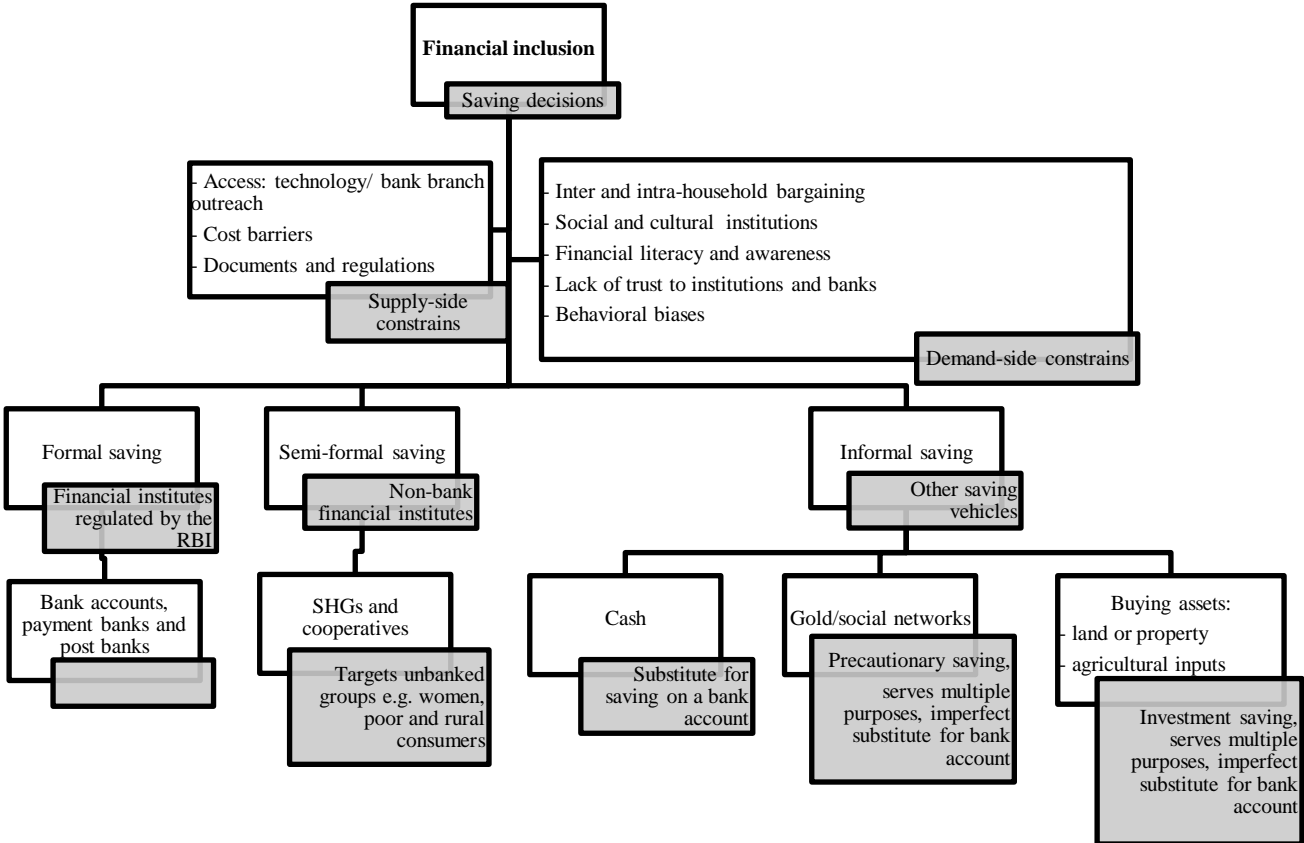 Financial inclusion
Saving decisions
- Access: technology/ bank branch
outreach
- Cost barriers
- Documents and regulations
Supply-side
constrains
- Inter and intra-household bargaining
- Social and cultural institutions
- Financial literacy and awareness
- Lack of trust to institutions and banks
- Behavioral biases
Demand-side constrains
Formal saving
Financial institutes
regulated by the
RBI
Semi-formal saving
Non-bank
financial institutes
Informal saving
Other saving
vehicles
Bank accounts,
payment banks and
post banks
SHGs and
cooperatives
Targets unbanked
groups e.g. women,
poor and rural
consumers
Cash
Substitute for
saving on a bank
account
Gold/social networks
Precautionary saving,
serves multiple
purposes, imperfect
substitute for bank
account
Buying assets:
- land or property
- agricultural inputs
Investment saving,
serves multiple
purposes, imperfect
substitute for bank
account